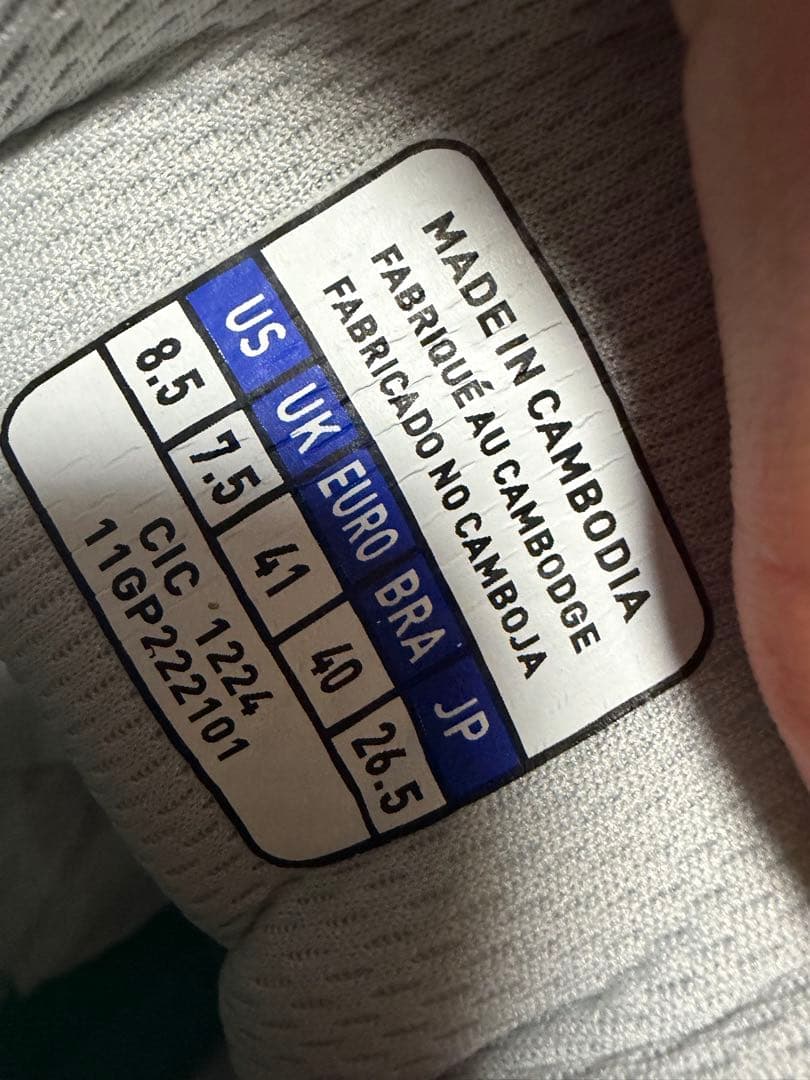 MADE IN CAMBODIA
FABRIQUÉ AU CAMBODGE
FABRICADO NO CAMBOJA
US UK EURO BRA JP
8.5 7.5 41 40 26.5
CIC 1224
11GP222101